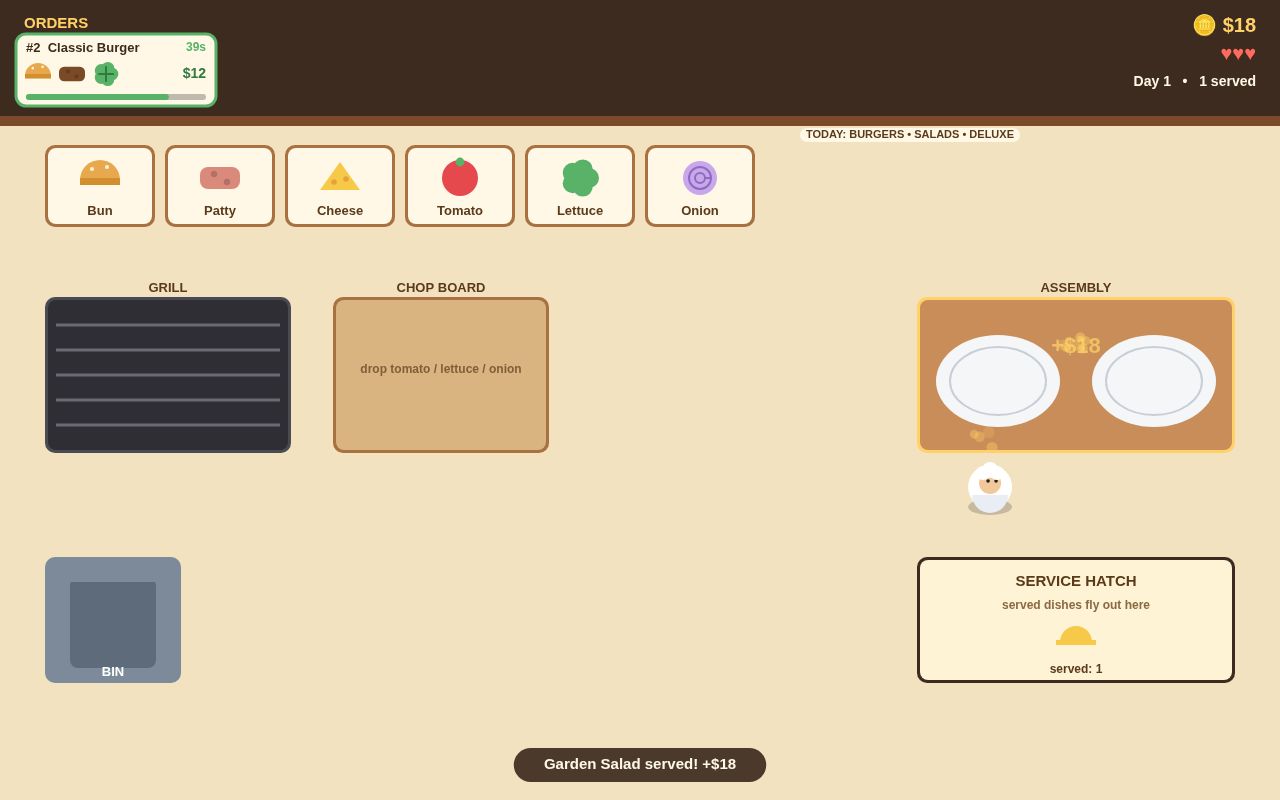 ORDERS
#2 Classic Burger 39s
$12
$18
♥♥♥
Day 1 • 1 served
TODAY: BURGERS • SALADS • DELUXE
Bun
Patty
Cheese
Tomato
Lettuce
Onion
GRILL
CHOP BOARD
ASSEMBLY
drop tomato / lettuce / onion
+$18
BIN
SERVICE HATCH
served dishes fly out here
served: 1
Garden Salad served! +$18